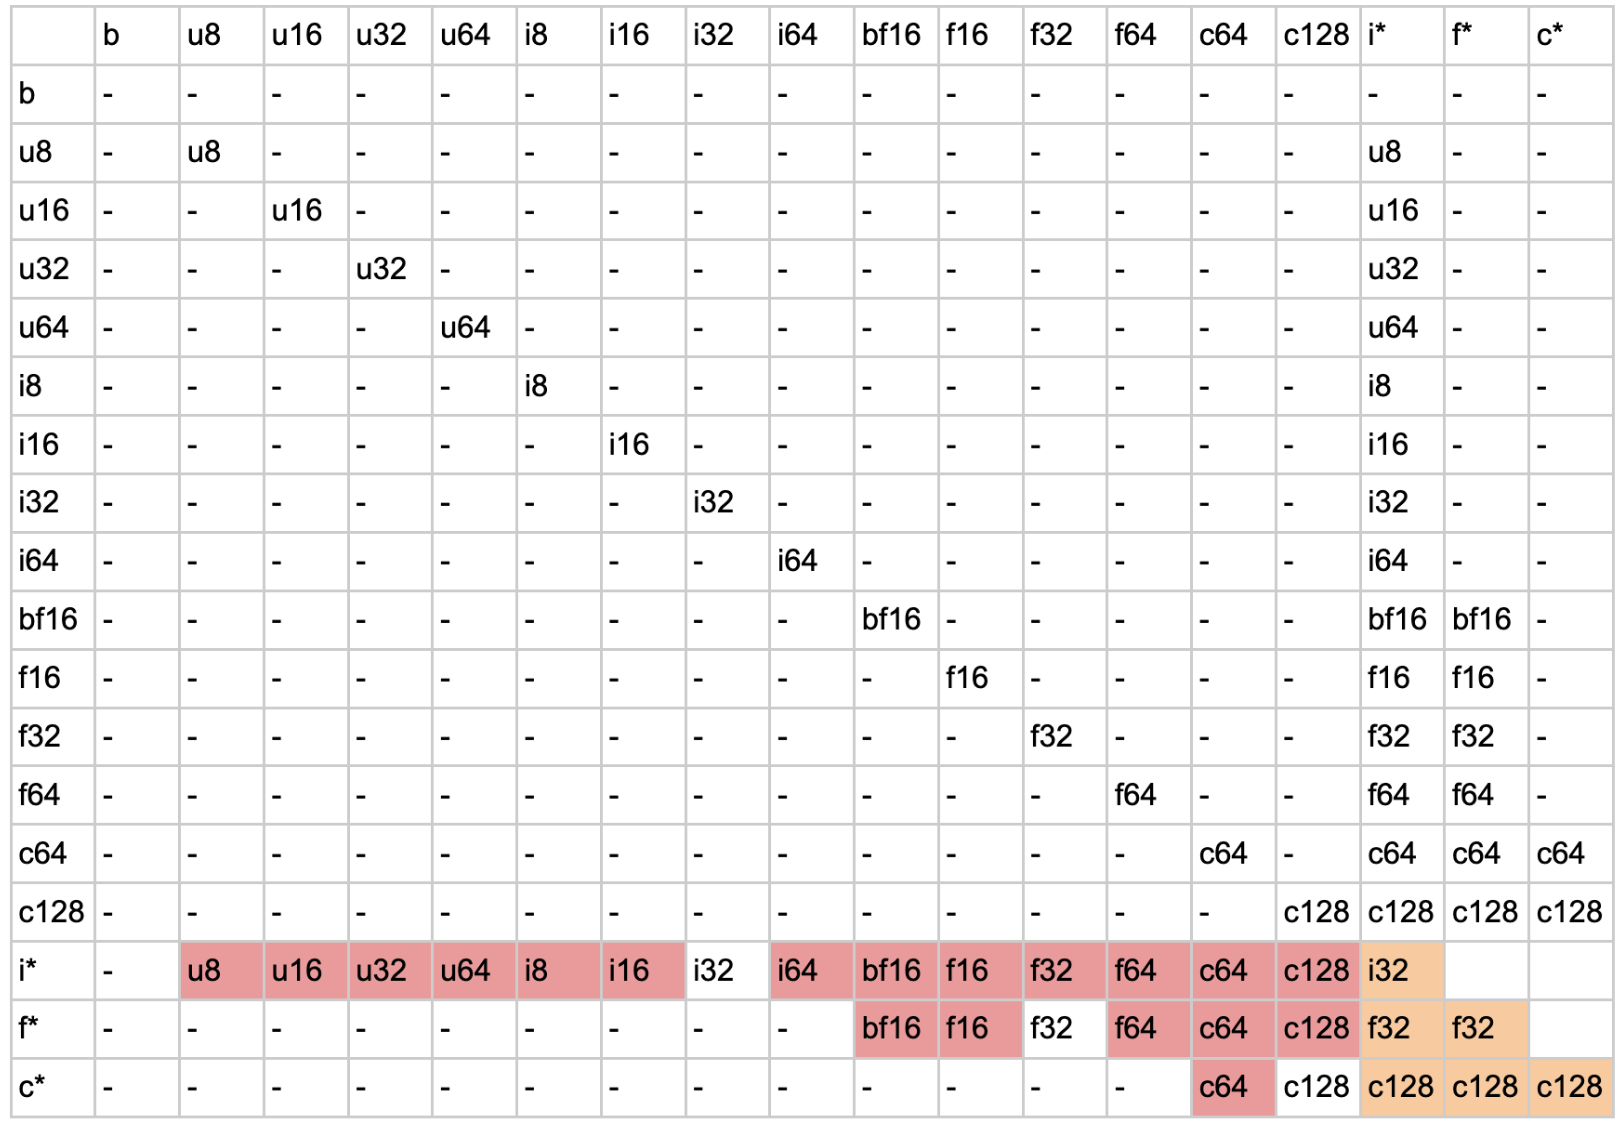 b u8 u16 u32 u64 i8 i16 i32 i64 bf16 f16 f32 f64 c64 c128 i* f* c*
b - - - - - - - - - - - - - - - - - -
u8 - u8 - - - - - - - - - - - - - u8 - -
u16 - - u16 - - - - - - - - - - - - u16 - -
u32 - - - u32 - - - - - - - - - - - u32 - -
u64 - - - - u64 - - - - - - - - - - u64 - -
i8 - - - - - i8 - - - - - - - - - i8 - -
i16 - - - - - - i16 - - - - - - - - i16 - -
i32 - - - - - - - i32 - - - - - - - i32 - -
i64 - - - - - - - - i64 - - - - - - i64 - -
bf16 - - - - - - - - - bf16 - - - - - bf16 bf16 -
f16 - - - - - - - - - - f16 - - - - f16 f16 -
f32 - - - - - - - - - - - f32 - - - f32 f32 -
f64 - - - - - - - - - - - - f64 - - f64 f64 -
c64 - - - - - - - - - - - - - c64 - c64 c64 c64
c128 - - - - - - - - - - - - - - c128 c128 c128 c128
i* - u8 u16 u32 u64 i8 i16 i32 i64 bf16 f16 f32 f64 c64 c128 i32
f* - - - - - - - - - bf16 f16 f32 f64 c64 c128 f32 f32
c* - - - - - - - - - - - - - c64 c128 c128 c128 c128